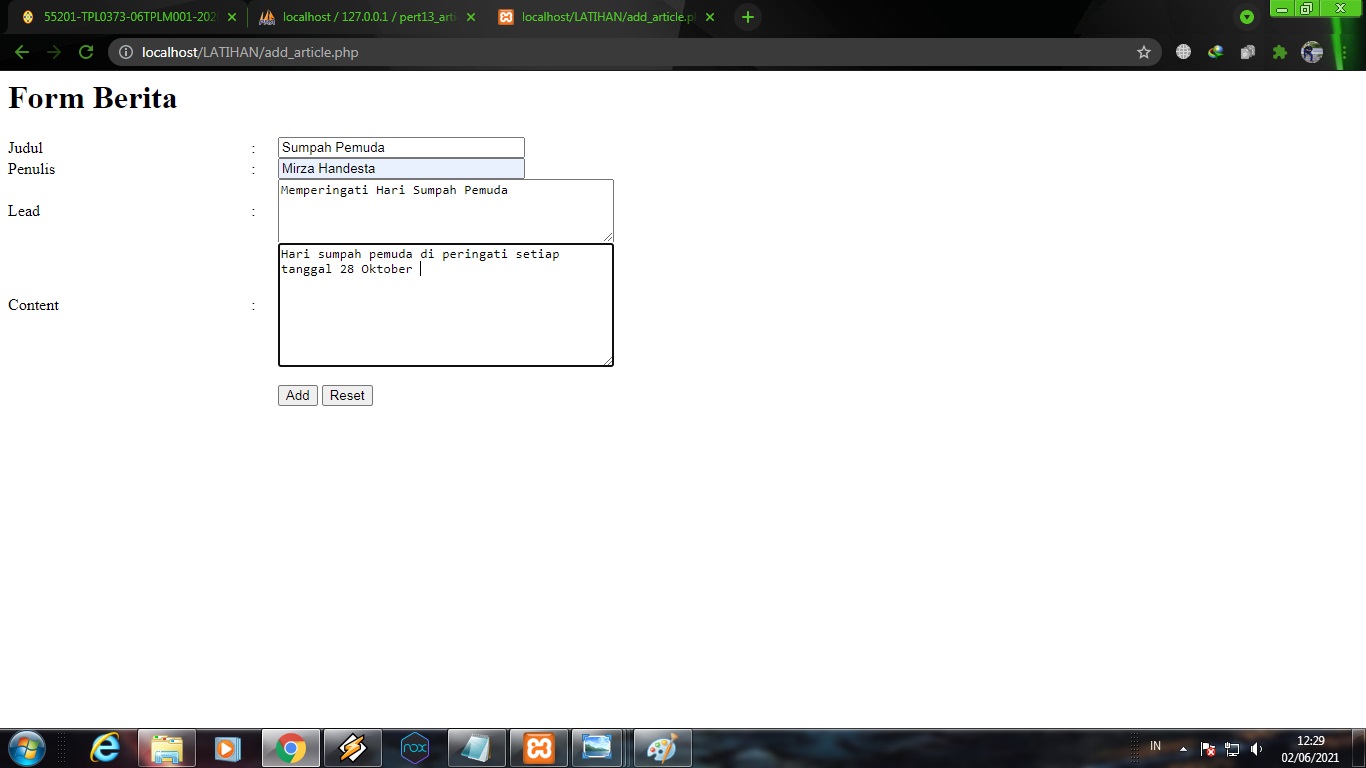 55201-TPL0373-06TPLM001-202
localhost / 127.0.0.1 / pert13_arti
localhost/LATIHAN/add_article.p
localhost/LATIHAN/add_article.php
Form Berita
Judul : Sumpah Pemuda
Penulis : Mirza Handesta
Lead : Memperingati Hari Sumpah Pemuda
Content : Hari sumpah pemuda di peringati setiap
tanggal 28 Oktober
Add Reset
nox
IN
12:29
02/06/2021